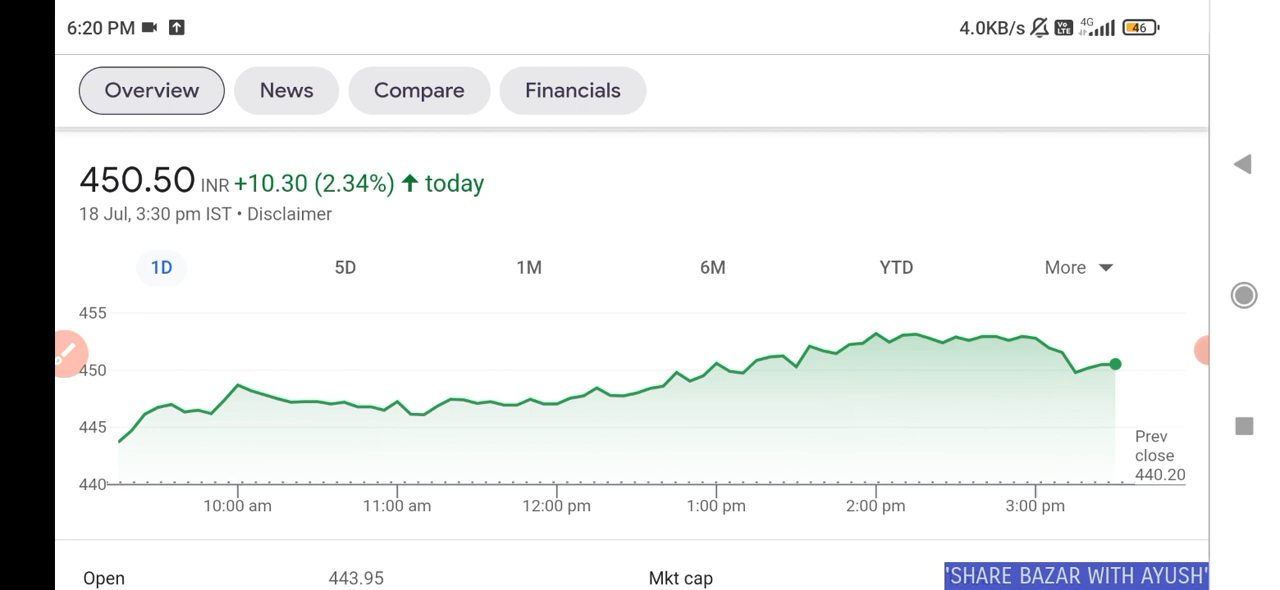 6:20 PM 4.0KB/s Vo LTE 4G 46
Overview News Compare Financials
450.50 INR +10.30 (2.34%) ↑ today
18 Jul, 3:30 pm IST • Disclaimer
1D 5D 1M 6M YTD More
455
450
445
440
Prev
close
440.20
10:00 am 11:00 am 12:00 pm 1:00 pm 2:00 pm 3:00 pm
Open 443.95 Mkt cap
'SHARE BAZAR WITH AYUSH'